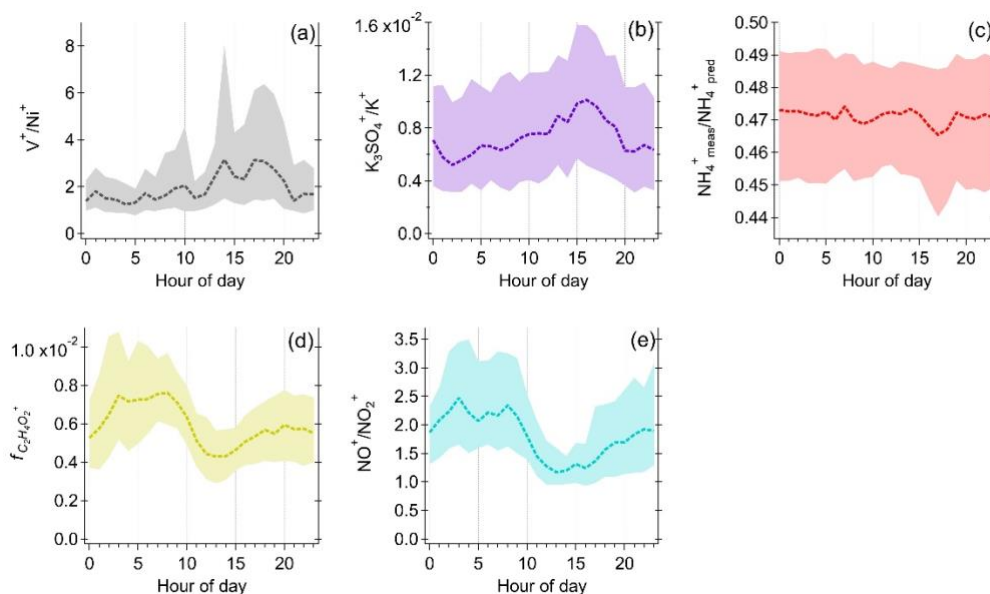 (a)
V⁺/Ni⁺
8
6
4
2
0
0 5 10 15 20
Hour of day
(b)
K₃SO₄⁺/K⁺
1.6 x10⁻²
1.2
0.8
0.4
0.0
0 5 10 15 20
Hour of day
(c)
NH₄⁺ meas/NH₄⁺ pred
0.50
0.49
0.48
0.47
0.46
0.45
0.44
0 5 10 15 20
Hour of day
(d)
f C₂H₄O₂⁺
1.0 x10⁻²
0.8
0.6
0.4
0.2
0.0
0 5 10 15 20
Hour of day
(e)
NO⁺/NO₂⁺
3.5
3.0
2.5
2.0
1.5
1.0
0.5
0.0
0 5 10 15 20
Hour of day